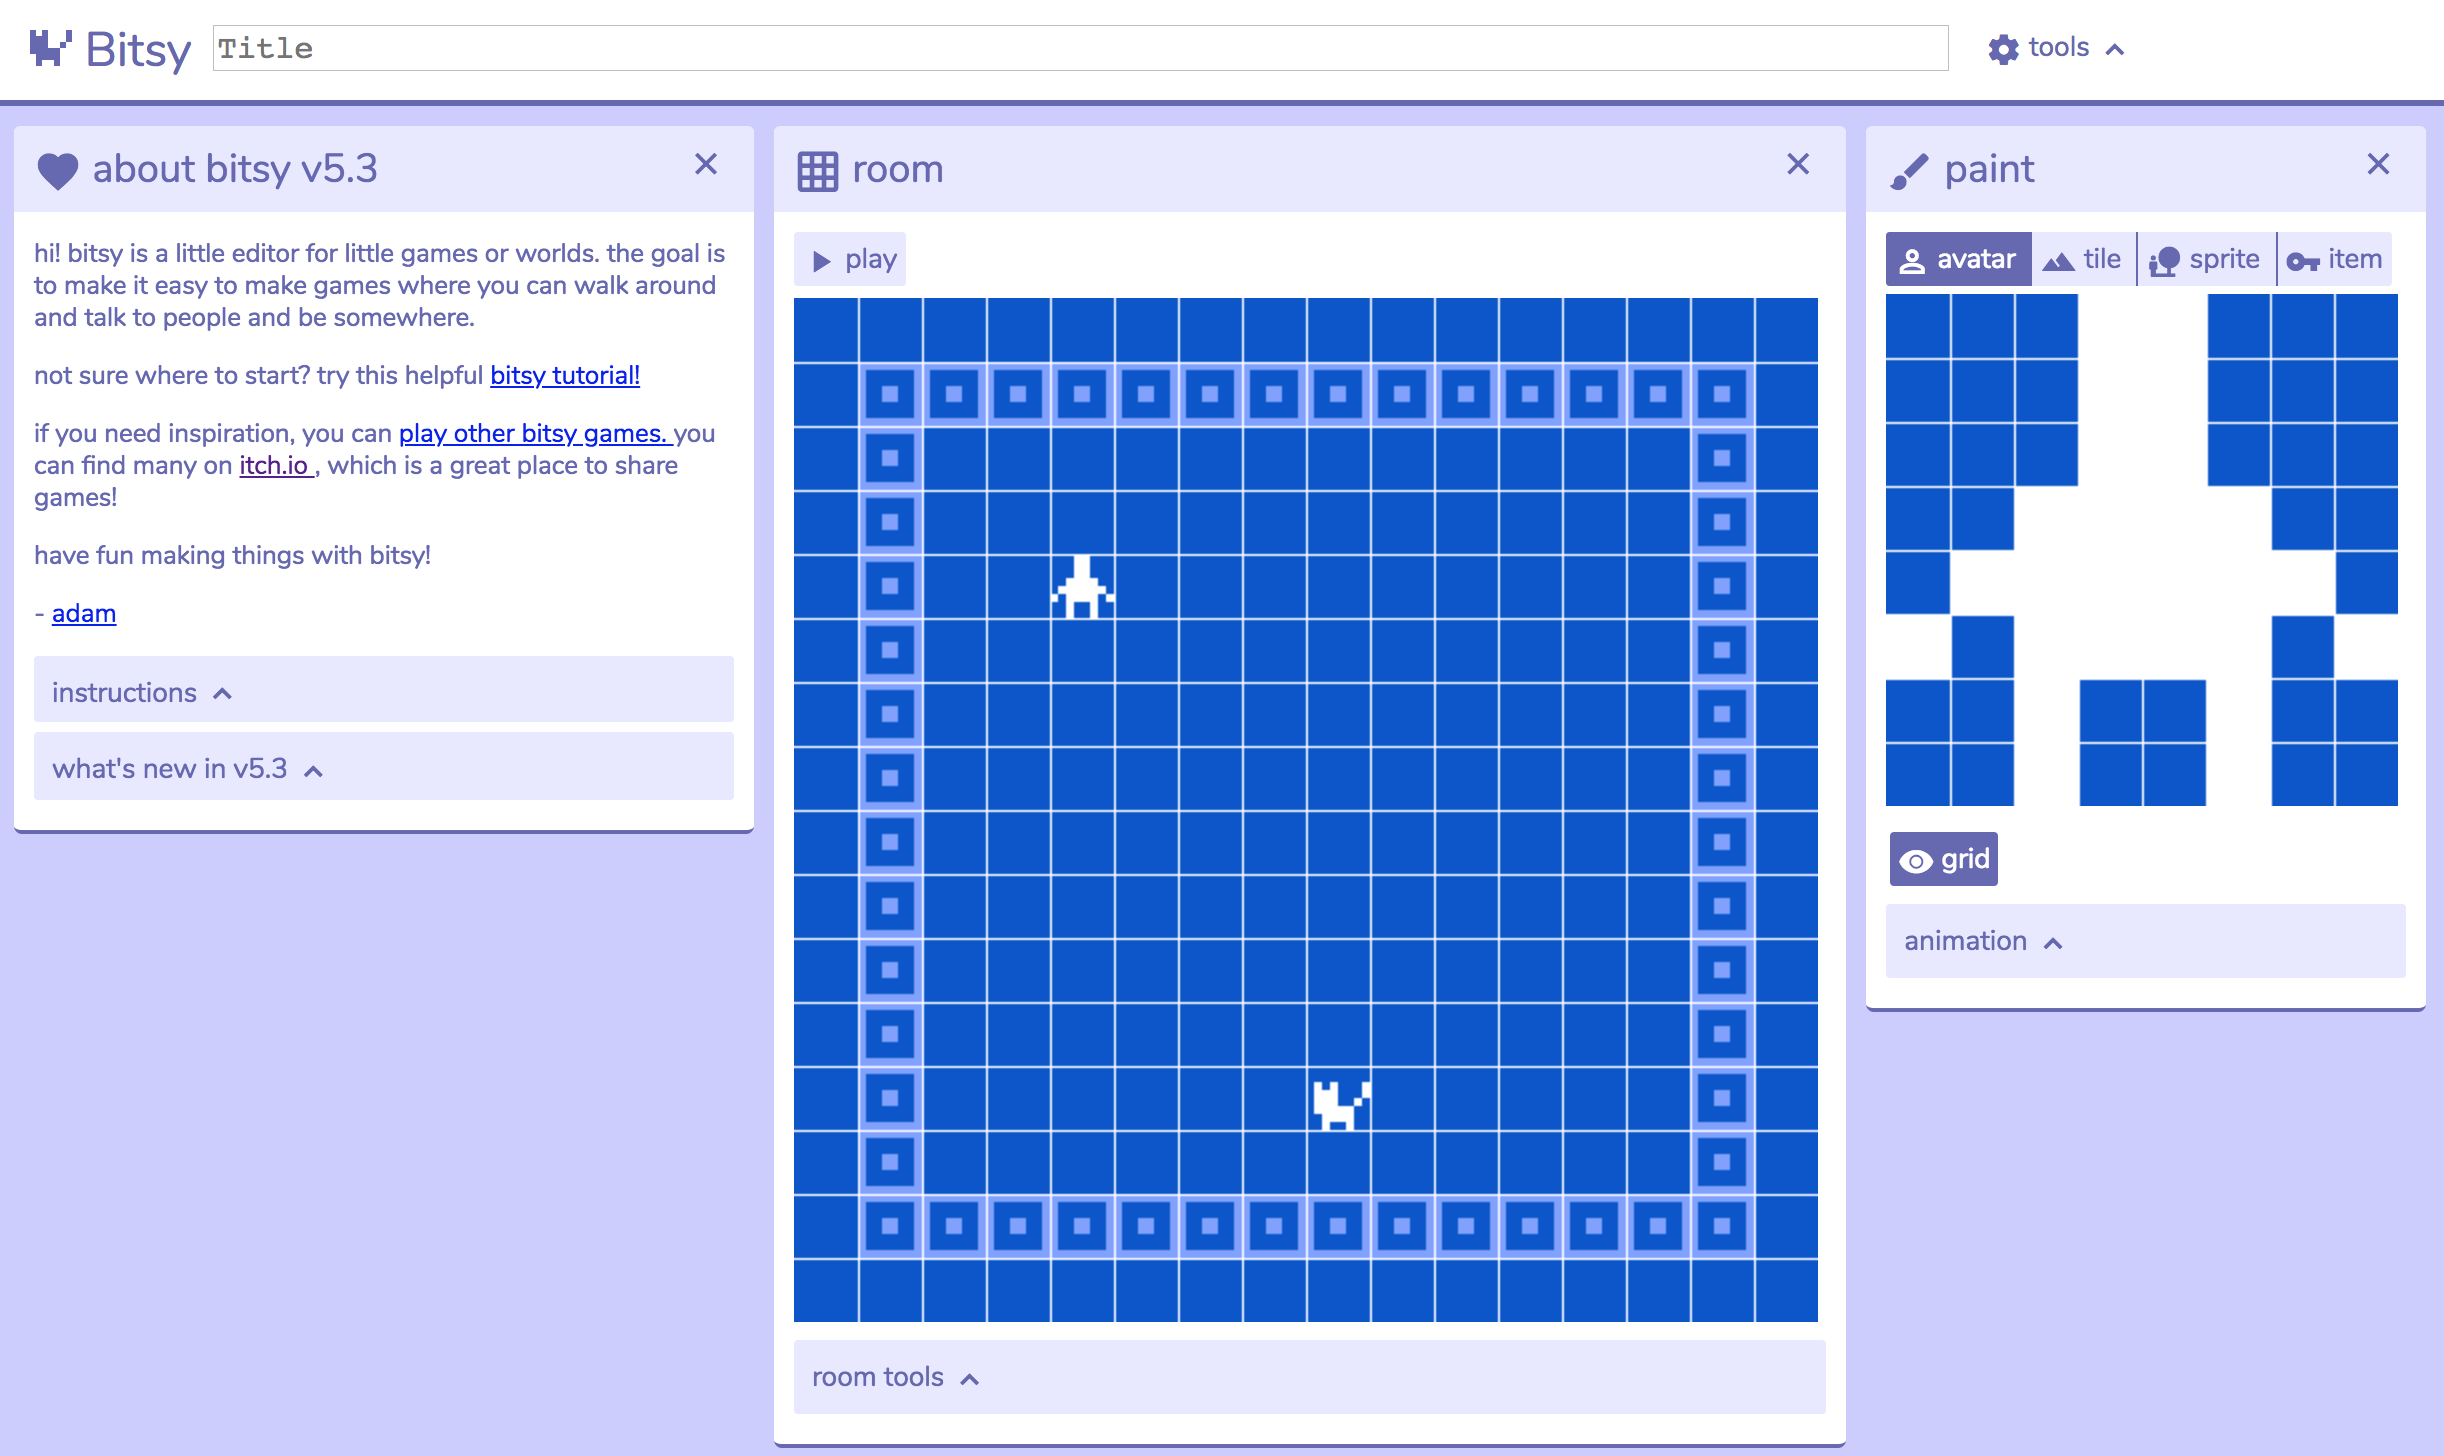 Bitsy
Title
tools
about bitsy v5.3
hi! bitsy is a little editor for little games or worlds. the goal is
to make it easy to make games where you can walk around
and talk to people and be somewhere.
not sure where to start? try this helpful bitsy tutorial!
if you need inspiration, you can play other bitsy games. you
can find many on itch.io , which is a great place to share
games!
have fun making things with bitsy!
- adam
instructions
what's new in v5.3
room
play
room tools
paint
avatar tile sprite item
grid
animation